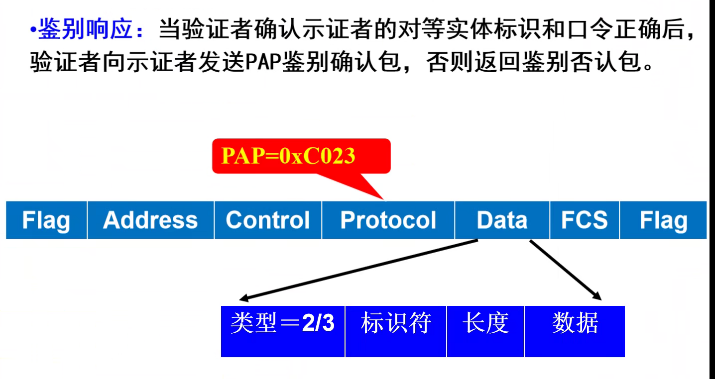 •鉴别响应：当验证者确认示证者的对等实体标识和口令正确后，
验证者向示证者发送PAP鉴别确认包，否则返回鉴别否认包。
PAP=0xC023
Flag Address Control Protocol Data FCS Flag
类型＝2/3 标识符 长度 数据